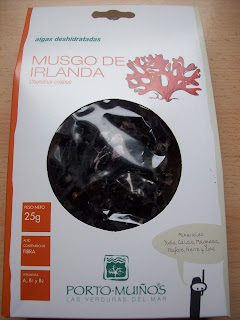 algas deshidratadas
MUSGO DE
IRLANDA
Chondrus crispus
PESO NETO
25g
ALTO
CONTENIDO EN
FIBRA
VITAMINAS
A, B1 y B2
Minerales:
Yodo, Calcio, Magnesio,
Hierro y Zinc
PORTO-MUIÑOS
LAS VERDURAS DEL MAR